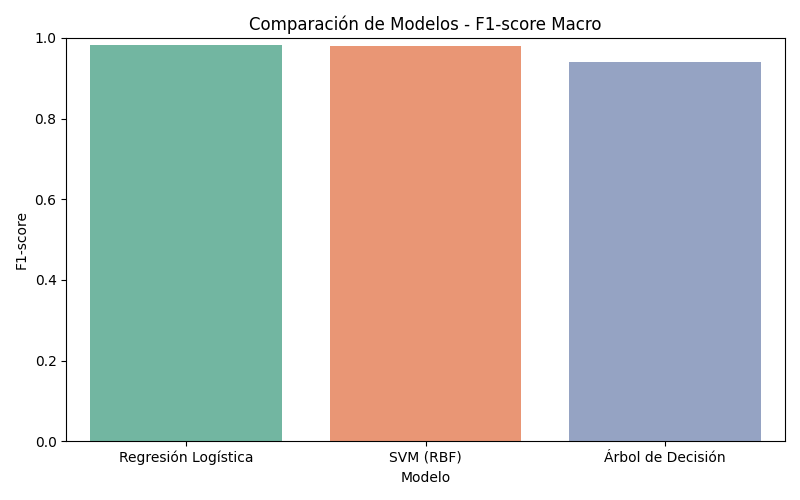 Comparación de Modelos - F1-score Macro
1.0
0.8
0.6
0.4
0.2
0.0
F1-score
Regresión Logística
SVM (RBF)
Árbol de Decisión
Modelo